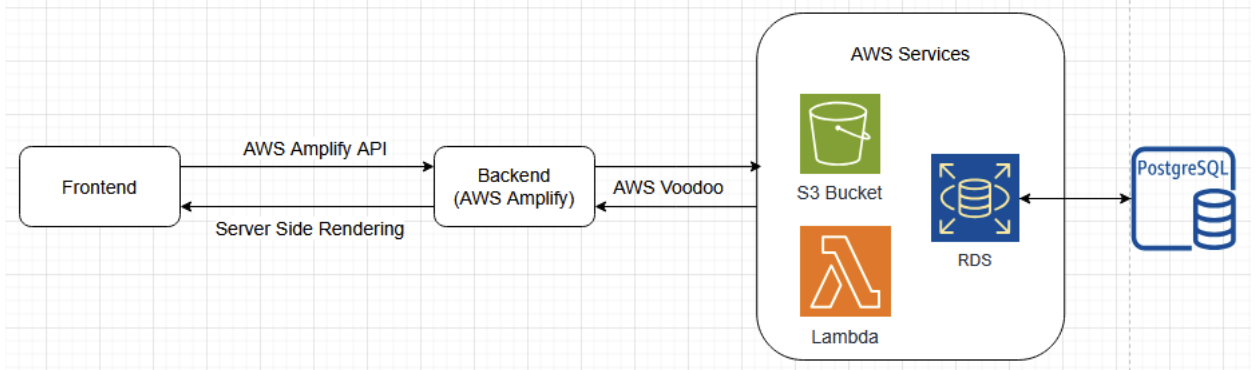 AWS Services
AWS Amplify API
Frontend
Backend
(AWS Amplify)
Server Side Rendering
AWS Voodoo
S3 Bucket
RDS
Lambda
PostgreSQL